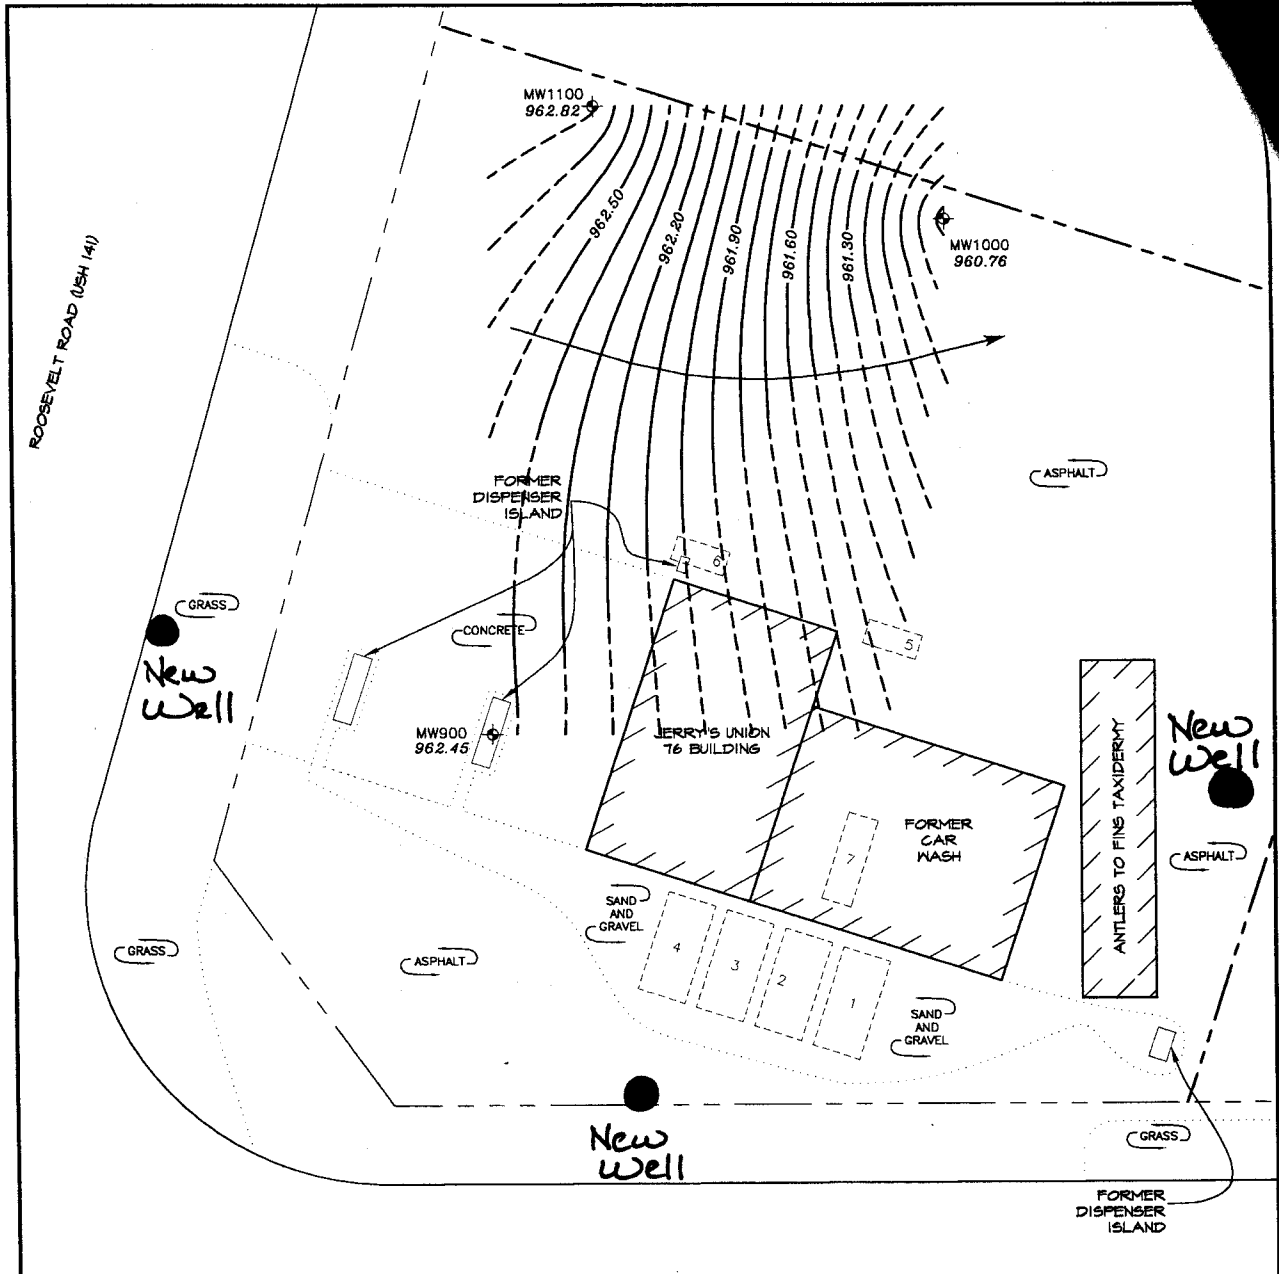 MW1100
962.82
962.50
962.20
961.90
961.60
961.30
MW1000
960.76
ROOSEVELT ROAD (USH 141)
FORMER
DISPENSER
ISLAND
ASPHALT
6
GRASS
CONCRETE
5
New
Well
MW900
962.45
JERRY'S UNION
76 BUILDING
New
Well
ANTLERS TO FINS TAXIDERMY
FORMER
CAR
WASH
7
ASPHALT
SAND
AND
GRAVEL
4
3
2
1
GRASS
ASPHALT
SAND
AND
GRAVEL
New
Well
GRASS
FORMER
DISPENSER
ISLAND